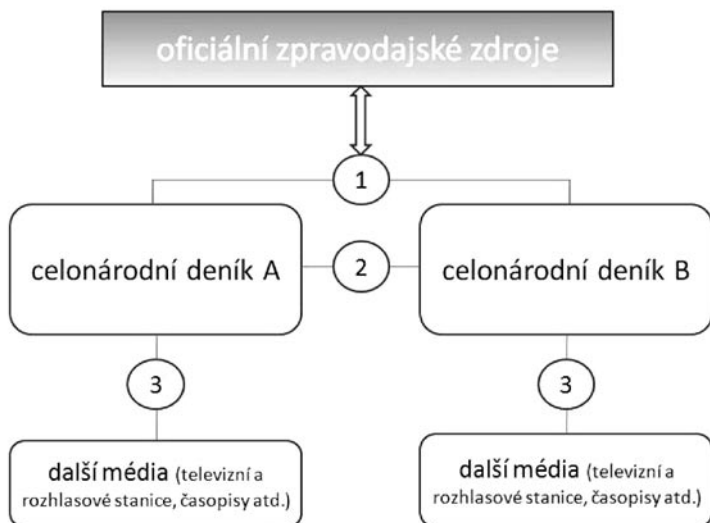 oficiální zpravodajské zdroje
1
celonárodní deník A
2
celonárodní deník B
3
3
další média (televizní a
rozhlasové stanice, časopisy atd.)
další média (televizní a
rozhlasové stanice, časopisy atd.)